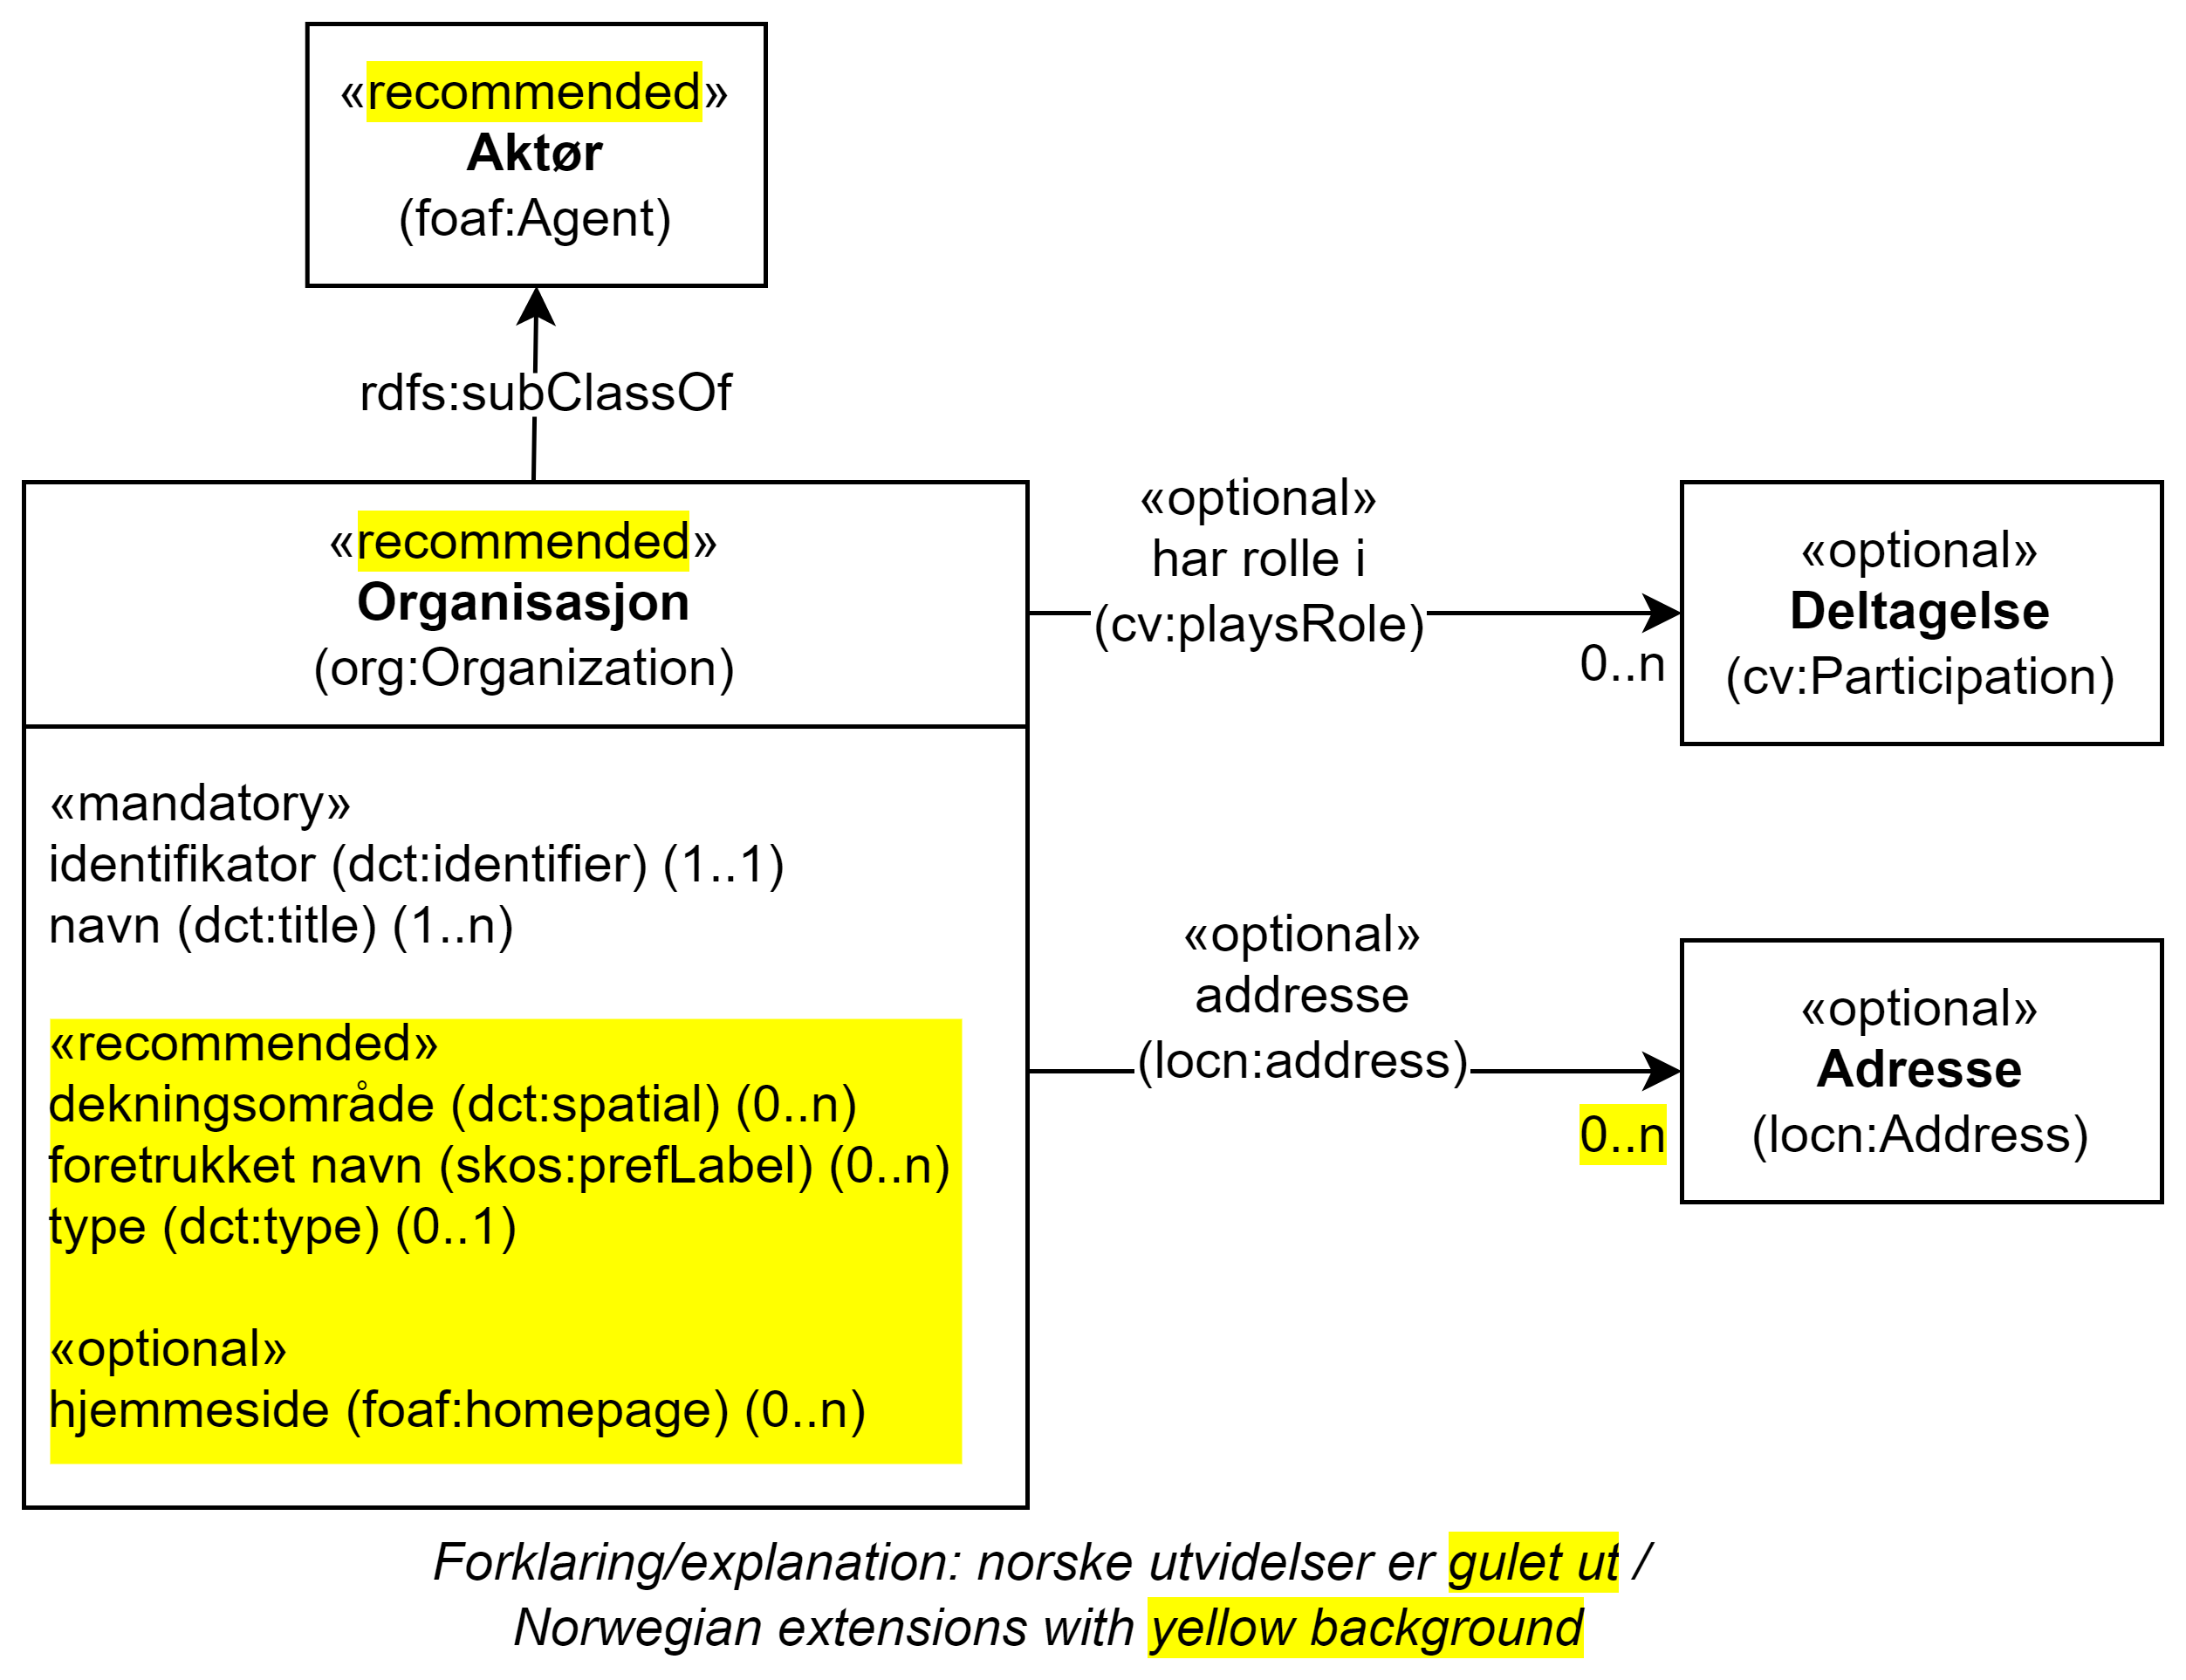 «recommended»
Aktør
(foaf:Agent)
rdfs:subClassOf
«recommended»
Organisasjon
(org:Organization)
«mandatory»
identifikator (dct:identifier) (1..1)
navn (dct:title) (1..n)
«recommended»
dekningsområde (dct:spatial) (0..n)
foretrukket navn (skos:prefLabel) (0..n)
type (dct:type) (0..1)
«optional»
hjemmeside (foaf:homepage) (0..n)
«optional»
har rolle i
(cv:playsRole)
0..n
«optional»
Deltagelse
(cv:Participation)
«optional»
addresse
(locn:address)
0..n
«optional»
Adresse
(locn:Address)
Forklaring/explanation: norske utvidelser er gulet ut /
Norwegian extensions with yellow background